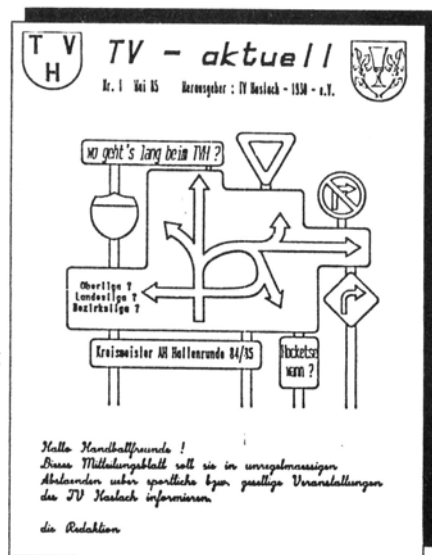 T V
H
TV - aktuell
Nr. 1 Mai 85 Herausgeber : TV Haslach - 1930 - e.V.
wo geht's lang beim TVH ?
Oberliga ?
Landesliga ?
Bezirksliga ?
Kreismeister AH Hallenrunde 84/85
Hocketse
wann ?
Hallo Handballfreunde !
Dieses Mitteilungsblatt soll sie in unregelmaessigen
Abstaenden ueber sportliche bzw. gesellige Veranstaltungen
des TV Haslach informieren.
die Redaktion